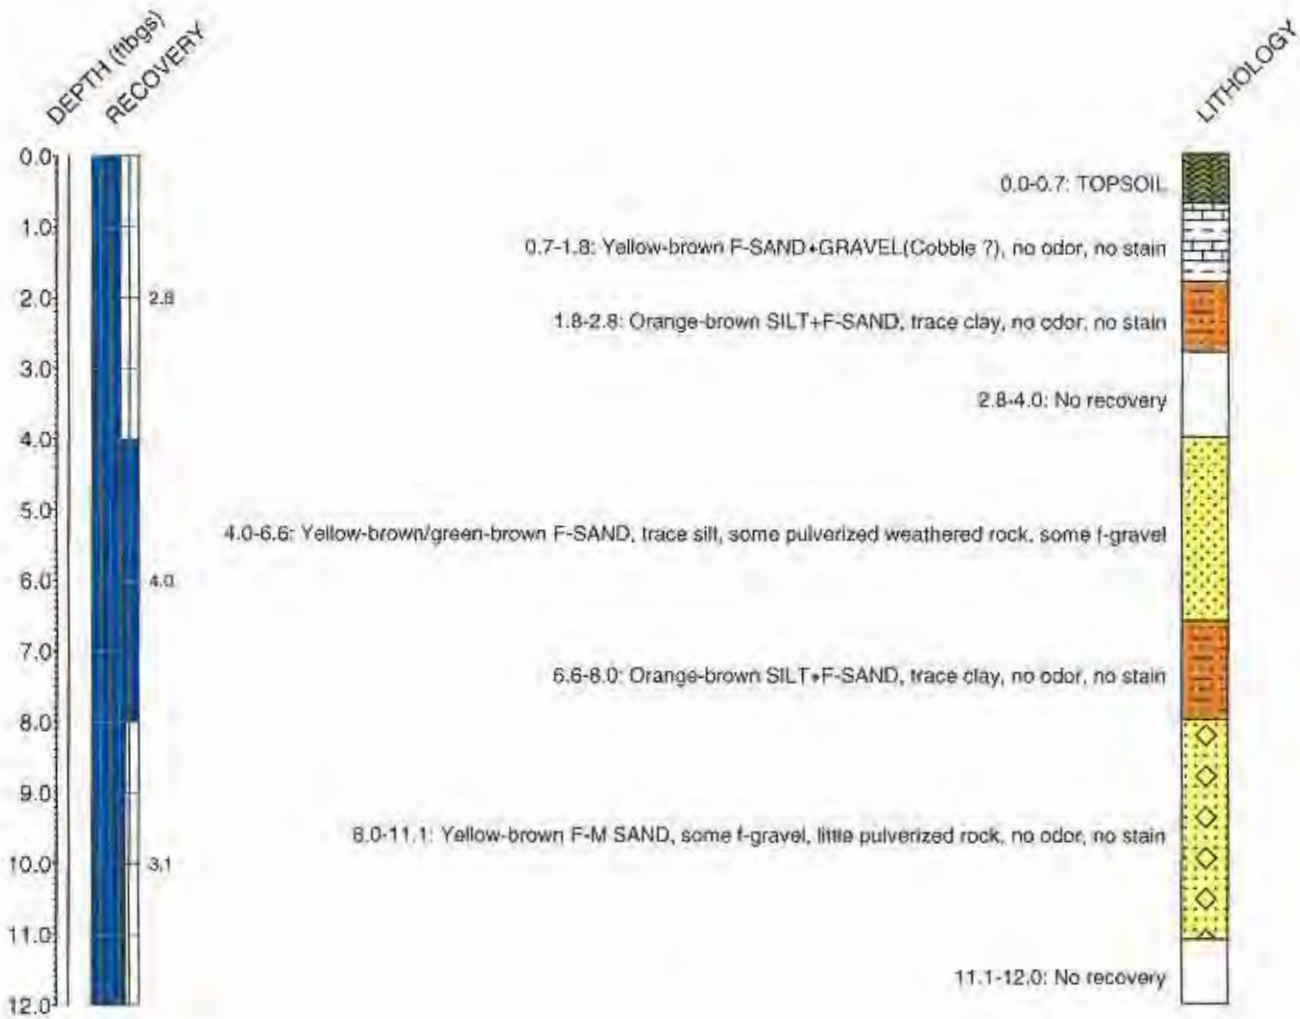 DEPTH (ftbgs)
RECOVERY
LITHOLOGY
0.0
0.0-0.7: TOPSOIL
1.0
0.7-1.8: Yellow-brown F-SAND+GRAVEL(Cobble ?), no odor, no stain
2.0
2.8
1.8-2.8: Orange-brown SILT+F-SAND, trace clay, no odor, no stain
3.0
2.8-4.0: No recovery
4.0
5.0
4.0-6.6: Yellow-brown/green-brown F-SAND, trace silt, some pulverized weathered rock, some f-gravel
6.0
4.0
7.0
6.6-8.0: Orange-brown SILT+F-SAND, trace clay, no odor, no stain
8.0
9.0
8.0-11.1: Yellow-brown F-M SAND, some f-gravel, little pulverized rock, no odor, no stain
10.0
3.1
11.0
11.1-12.0: No recovery
12.0